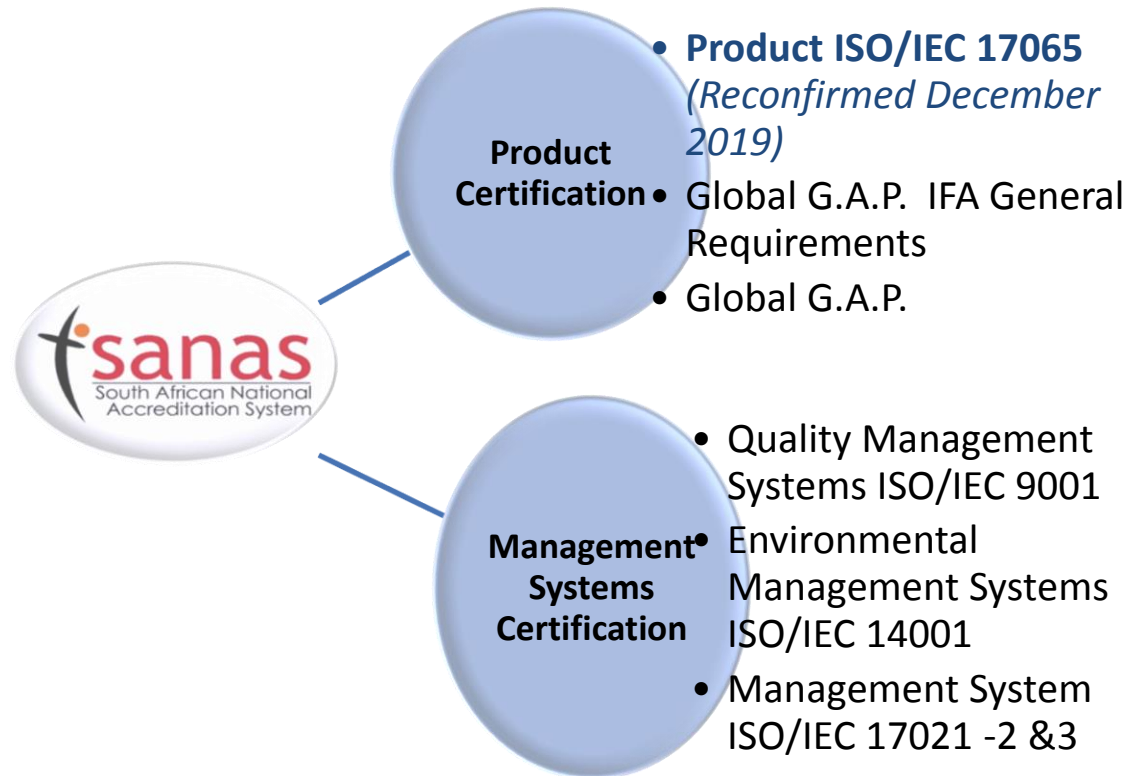 • Product ISO/IEC 17065
(Reconfirmed December
2019)
Product
Certification
• Global G.A.P. IFA General
Requirements
• Global G.A.P.
sanas
South African National
Accreditation System
• Quality Management
Systems ISO/IEC 9001
Management
Systems
Certification
• Environmental
Management Systems
ISO/IEC 14001
• Management System
ISO/IEC 17021 -2 &3